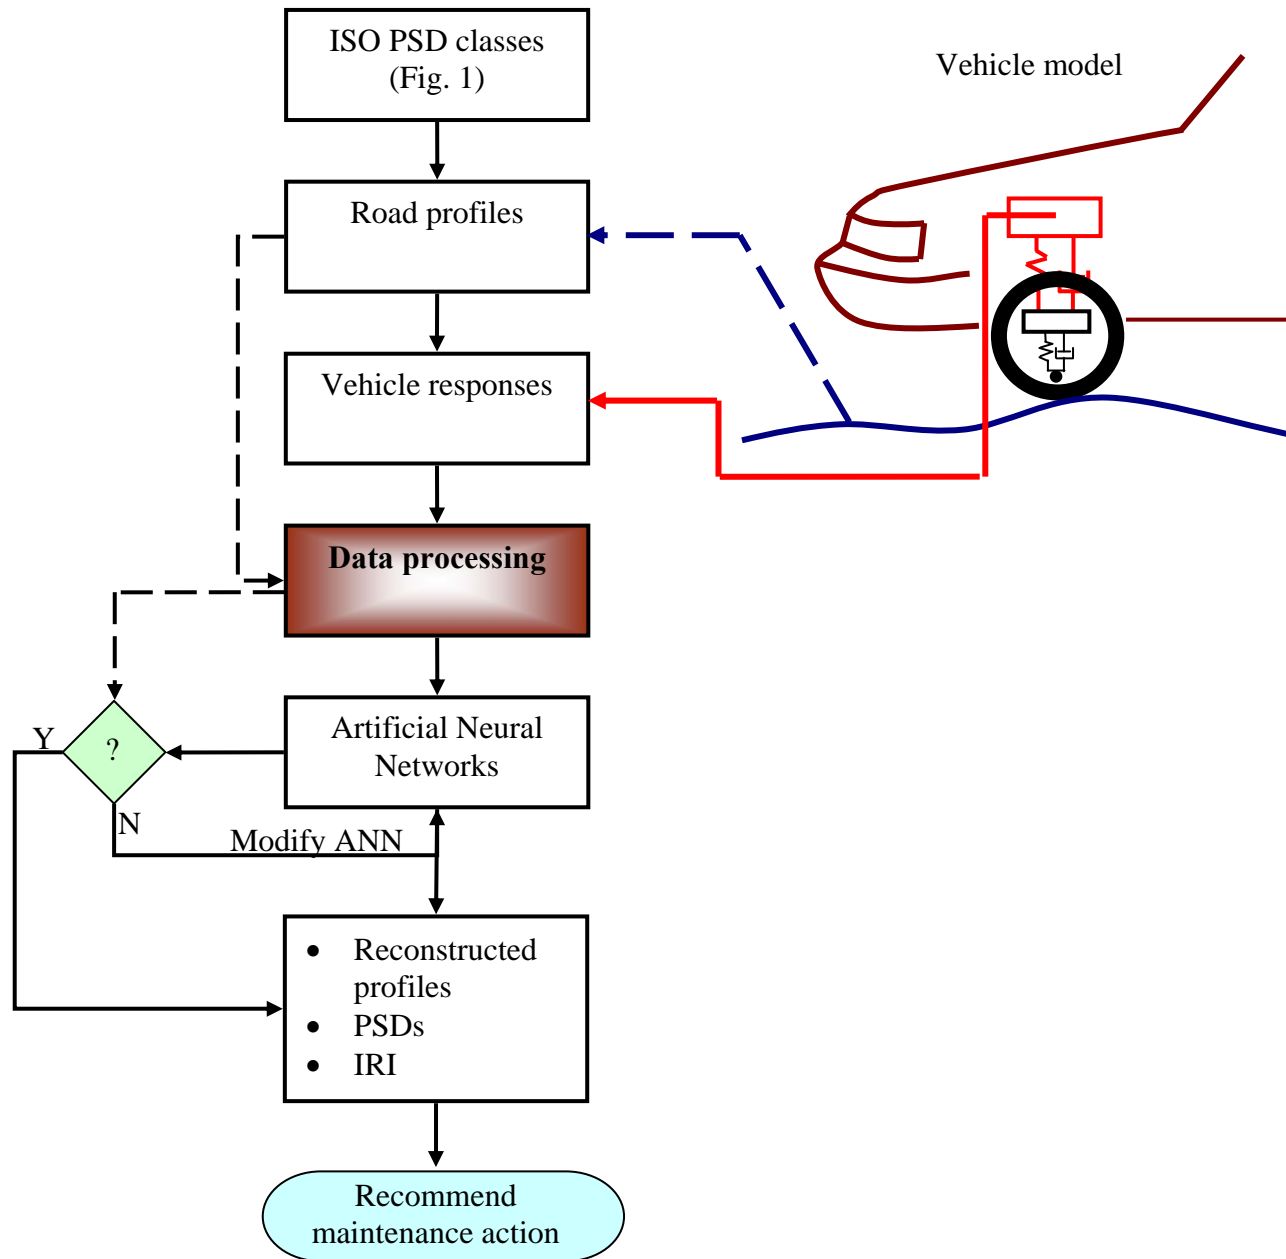 ISO PSD classes
(Fig. 1)
Vehicle model
Road profiles
Vehicle responses
Data processing
Artificial Neural
Networks
Y
?
N
Modify ANN
• Reconstructed
profiles
• PSDs
• IRI
Recommend
maintenance action